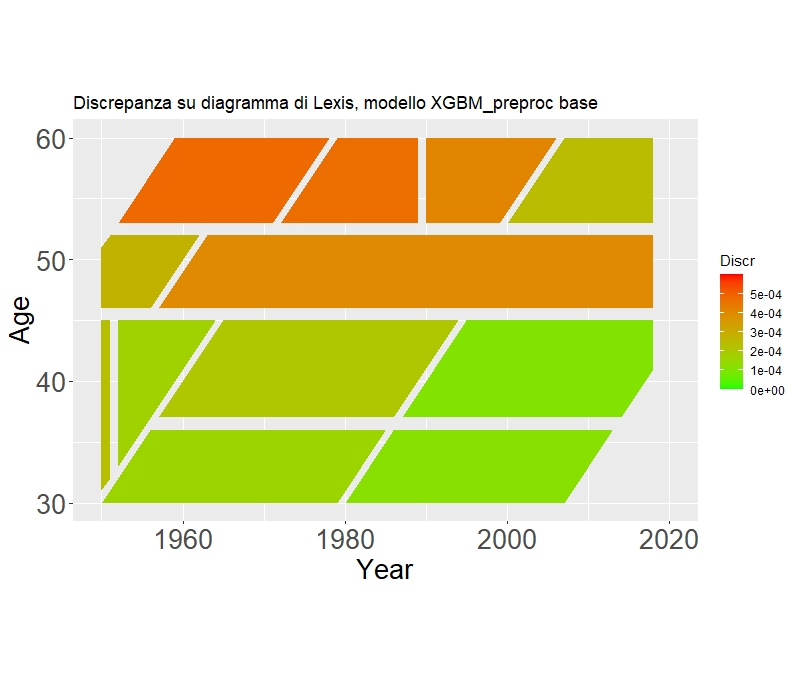 Discrepanza su diagramma di Lexis, modello XGBM_preproc base
60
50
40
30
Age
1960 1980 2000 2020
Year
Discr
5e-04
4e-04
3e-04
2e-04
1e-04
0e+00